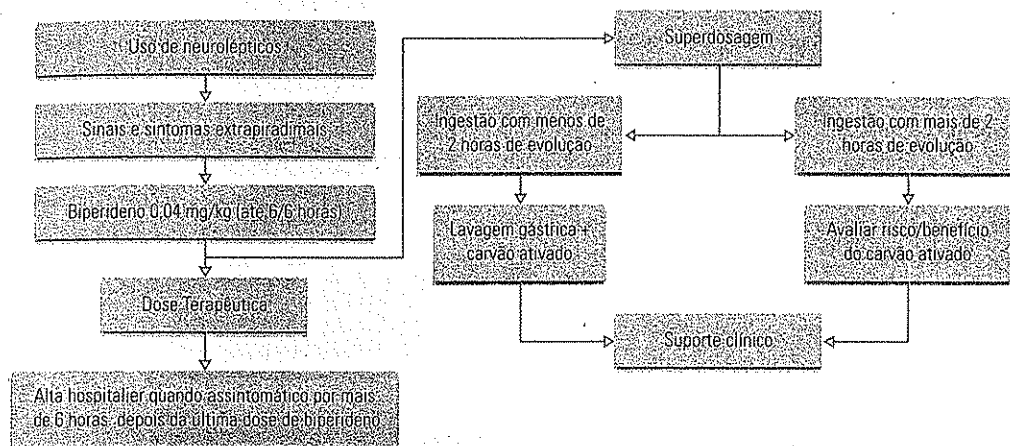 Uso de neurolépticos
Sinais e sintomas extrapiradimais
Biperideno 0,04 mg/kg (até 6/6 horas)
Dose Terapêutica
Alta hospitalier quando assintomático por mais
de 6 horas depois da última dose de biperideno
Superdosagem
Ingestão com menos de
2 horas de evolução
Lavagem gástrica +
carvão ativado
Ingestão com mais de 2
horas de evolução
Avaliar risco/benefício
do carvão ativado
Suporte clínico